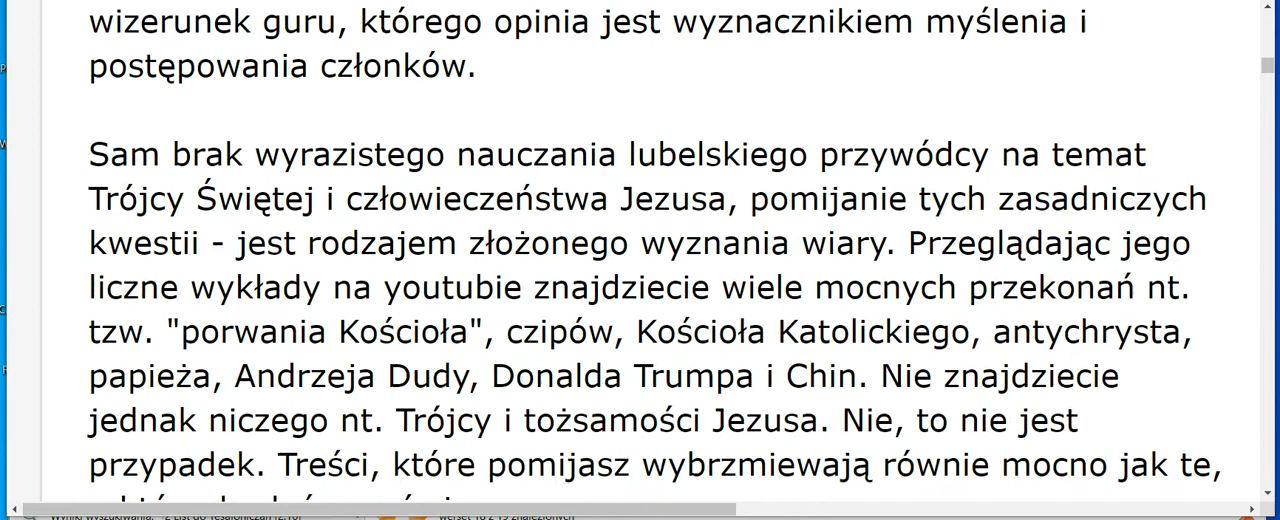 wizerunek guru, którego opinia jest wyznacznikiem myślenia i
postępowania członków.
Sam brak wyrazistego nauczania lubelskiego przywódcy na temat
Trójcy Świętej i człowieczeństwa Jezusa, pomijanie tych zasadniczych
kwestii - jest rodzajem złożonego wyznania wiary. Przeglądając jego
liczne wykłady na youtubie znajdziecie wiele mocnych przekonań nt.
tzw. "porwania Kościoła", czipów, Kościoła Katolickiego, antychrysta,
papieża, Andrzeja Dudy, Donalda Trumpa i Chin. Nie znajdziecie
jednak niczego nt. Trójcy i tożsamości Jezusa. Nie, to nie jest
przypadek. Treści, które pomijasz wybrzmiewają równie mocno jak te,